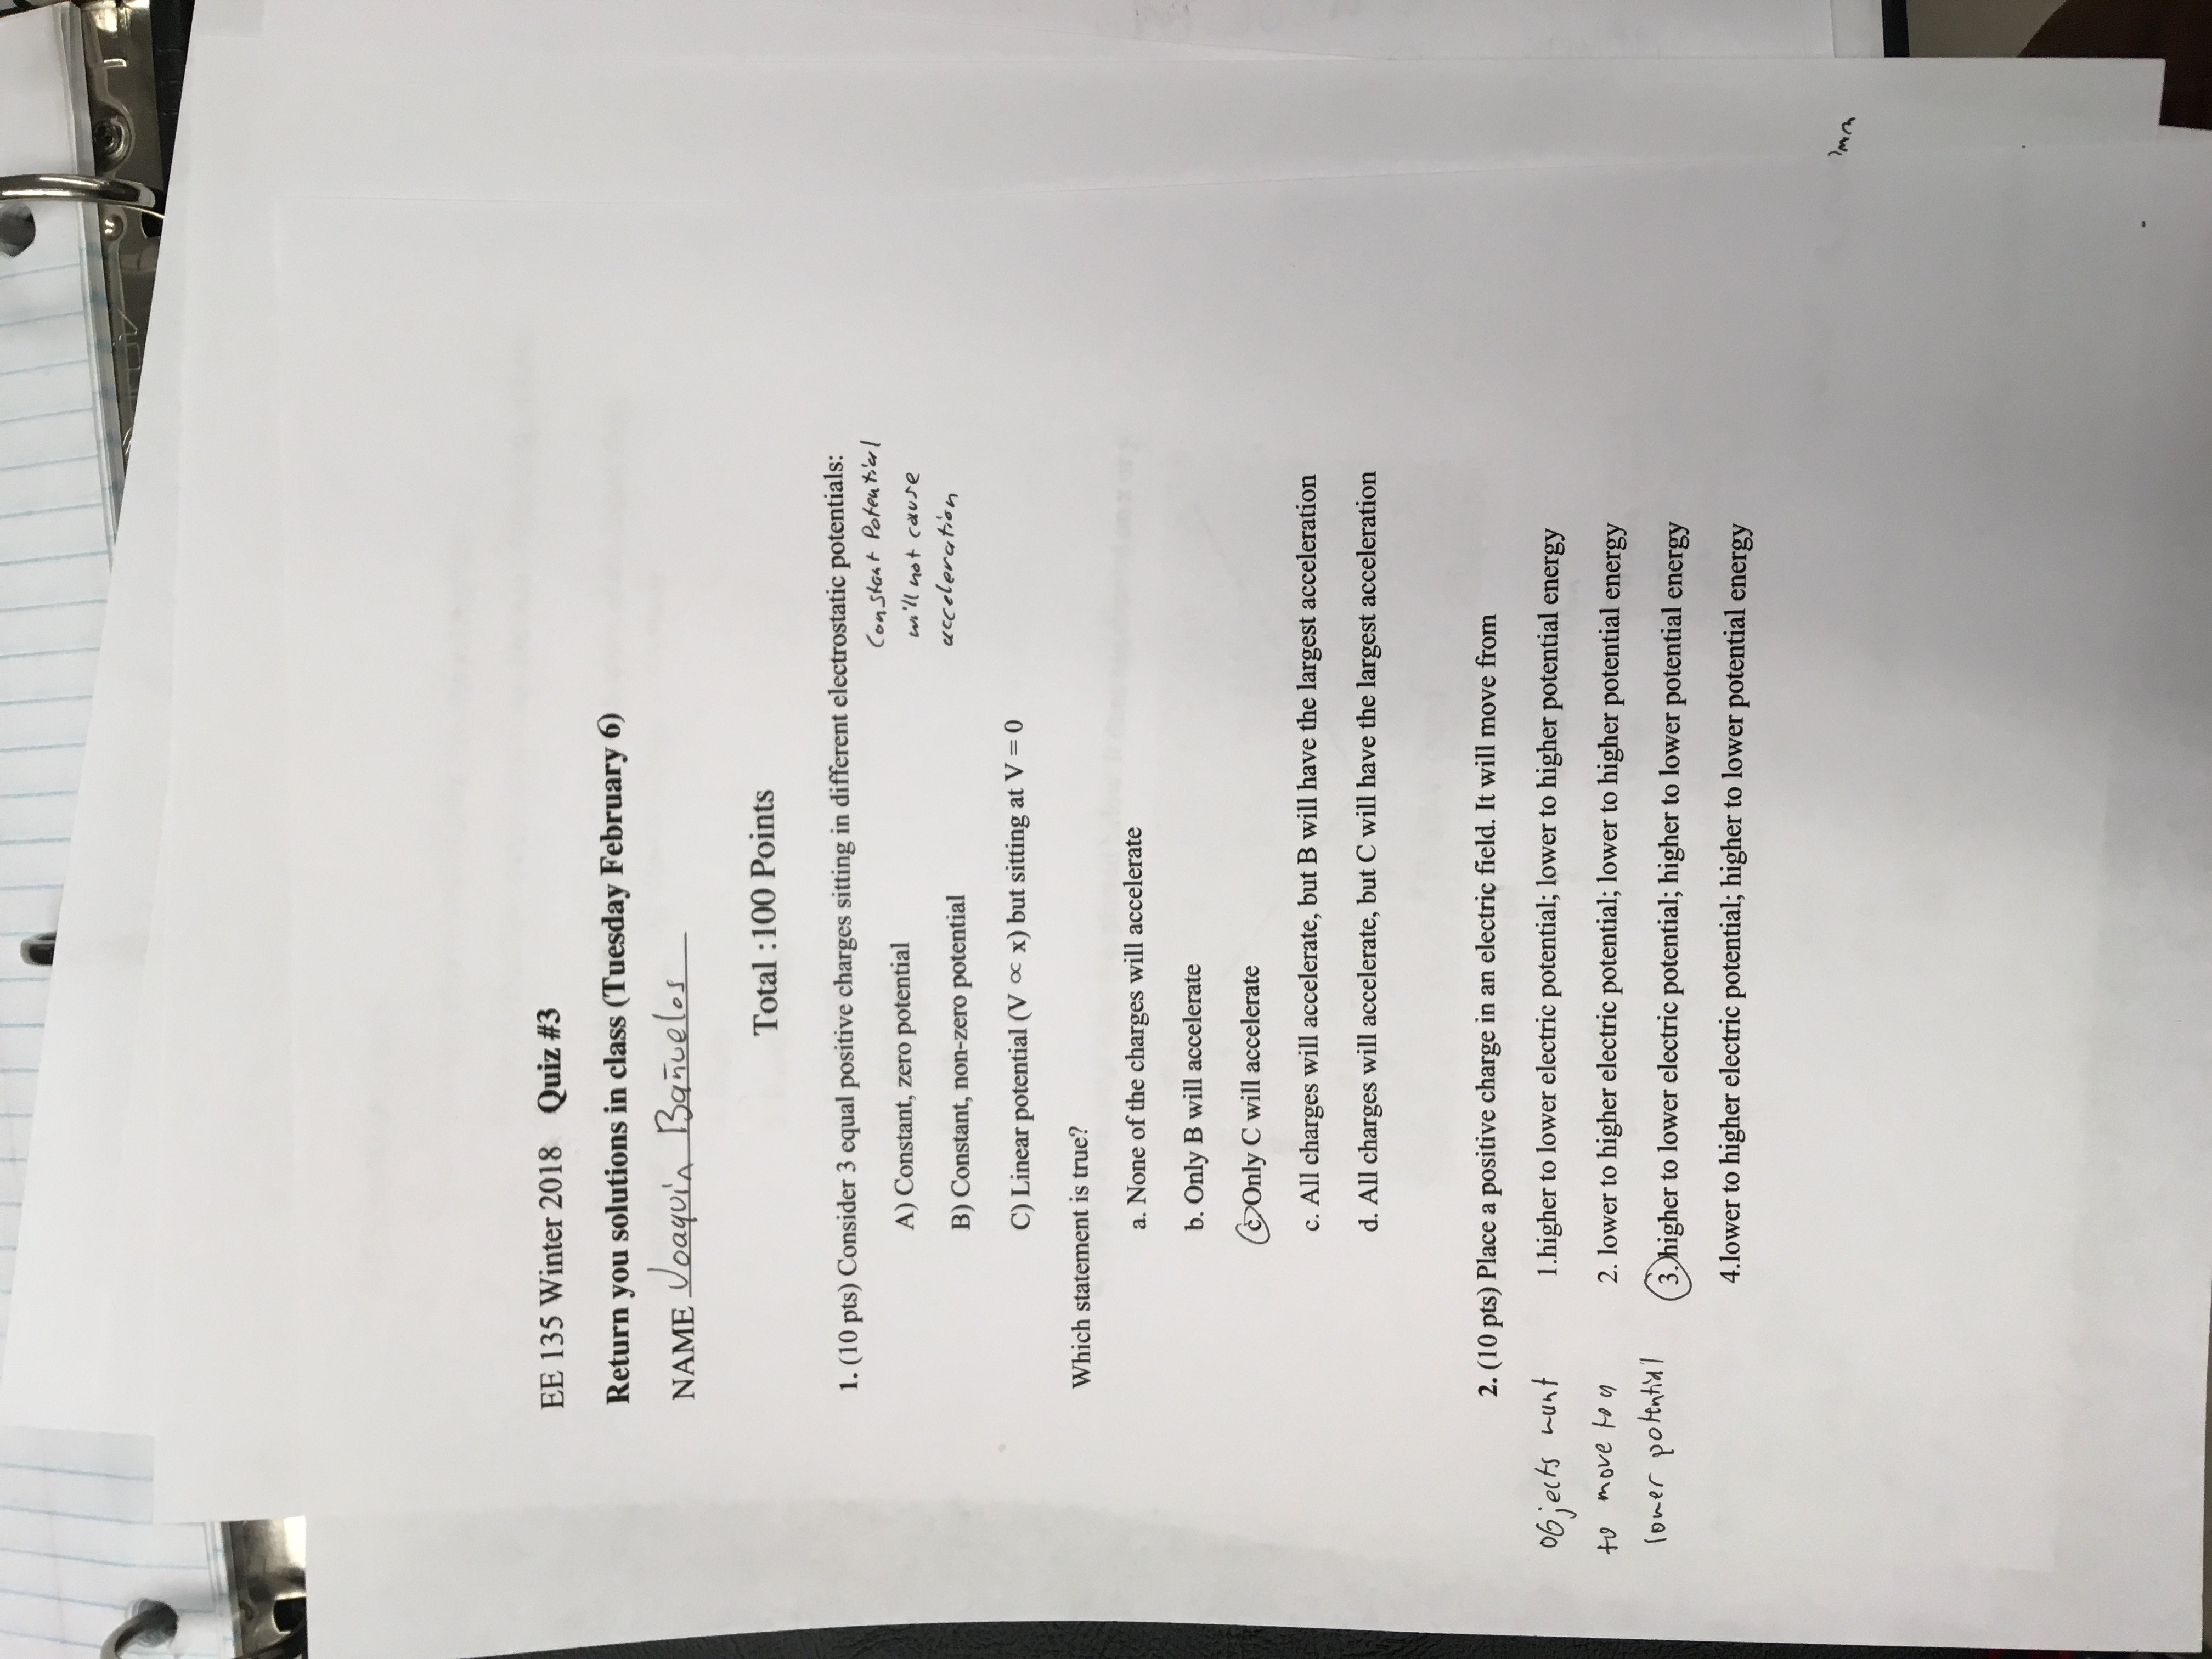 EE 135 Winter 2018 Quiz #3
Return you solutions in class (Tuesday February 6)
NAME Joaquin Bañuelos
Total :100 Points
1. (10 pts) Consider 3 equal positive charges sitting in different electrostatic potentials:
A) Constant, zero potential
B) Constant, non-zero potential
C) Linear potential (V ∝ x) but sitting at V = 0
Constant Potential
will not cause
acceleration
Which statement is true?
a. None of the charges will accelerate
b. Only B will accelerate
c. Only C will accelerate
c. All charges will accelerate, but B will have the largest acceleration
d. All charges will accelerate, but C will have the largest acceleration
2. (10 pts) Place a positive charge in an electric field. It will move from
objects want
to move to a
lower potential
1.higher to lower electric potential; lower to higher potential energy
2. lower to higher electric potential; lower to higher potential energy
3. higher to lower electric potential; higher to lower potential energy
4.lower to higher electric potential; higher to lower potential energy